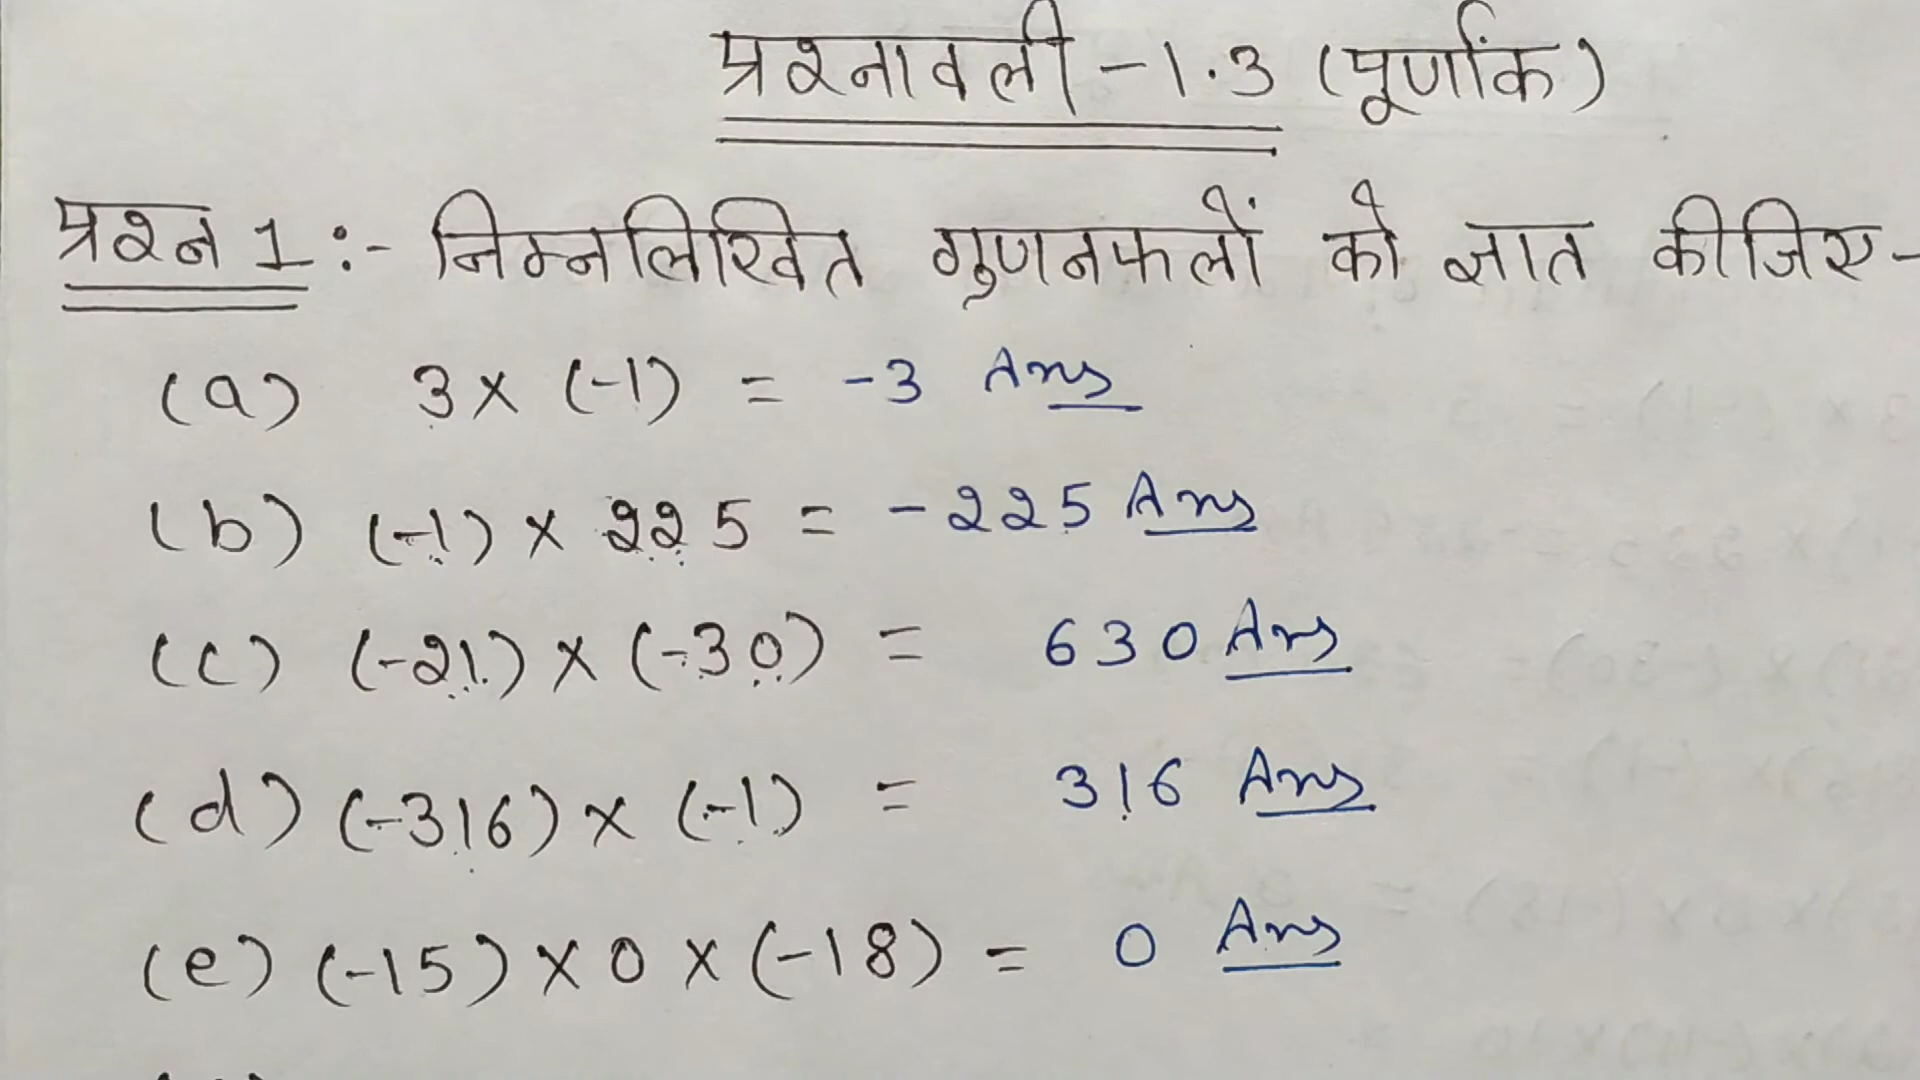 प्रश्नावली - 1.3 (पूर्णांक)
प्रश्न 1 :- निम्नलिखित गुणनफलों को ज्ञात कीजिए -
(a) 3 × (-1) = -3 Ans
(b) (-1) × 225 = -225 Ans
(c) (-21) × (-30) = 630 Ans
(d) (-316) × (-1) = 316 Ans
(e) (-15) × 0 × (-18) = 0 Ans